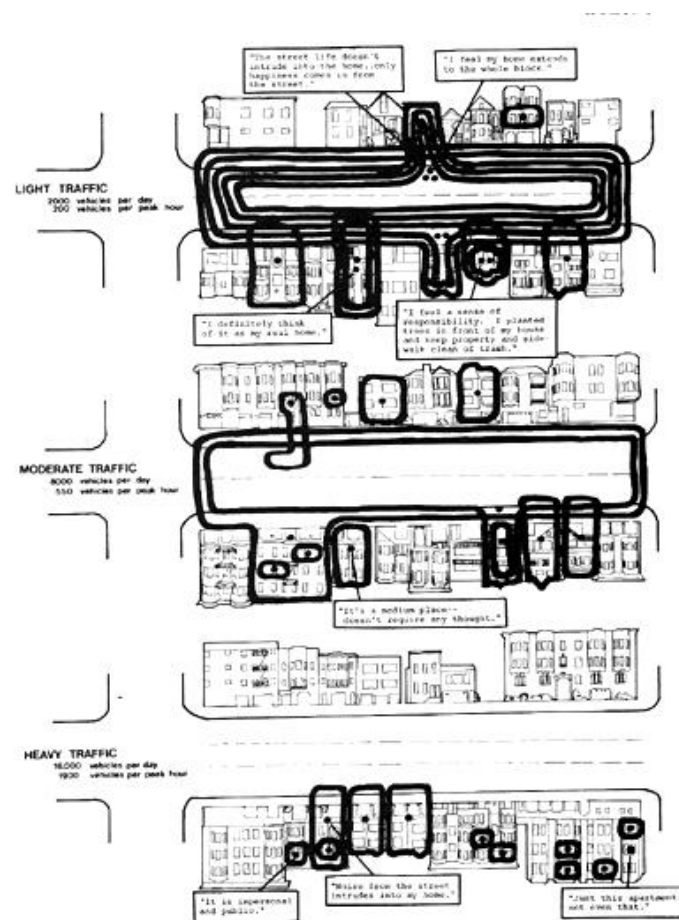 "The street life doesn't
intrude into the home..only
happiness comes in from
the street."
"I feel my home extends
to the whole block."
LIGHT TRAFFIC
2000 vehicles per day
200 vehicles per peak hour
"I definitely think
of it as my real home."
"I feel a sense of
responsibility. I planted
trees in front of my house
and keep property and side-
walk clean of trash."
MODERATE TRAFFIC
8000 vehicles per day
550 vehicles per peak hour
"It's a medium place--
doesn't require any thought."
HEAVY TRAFFIC
16,000 vehicles per day
1900 vehicles per peak hour
"It is impersonal
and public."
"Noise from the street
intrudes into my home."
"Just this apartment
not even that."